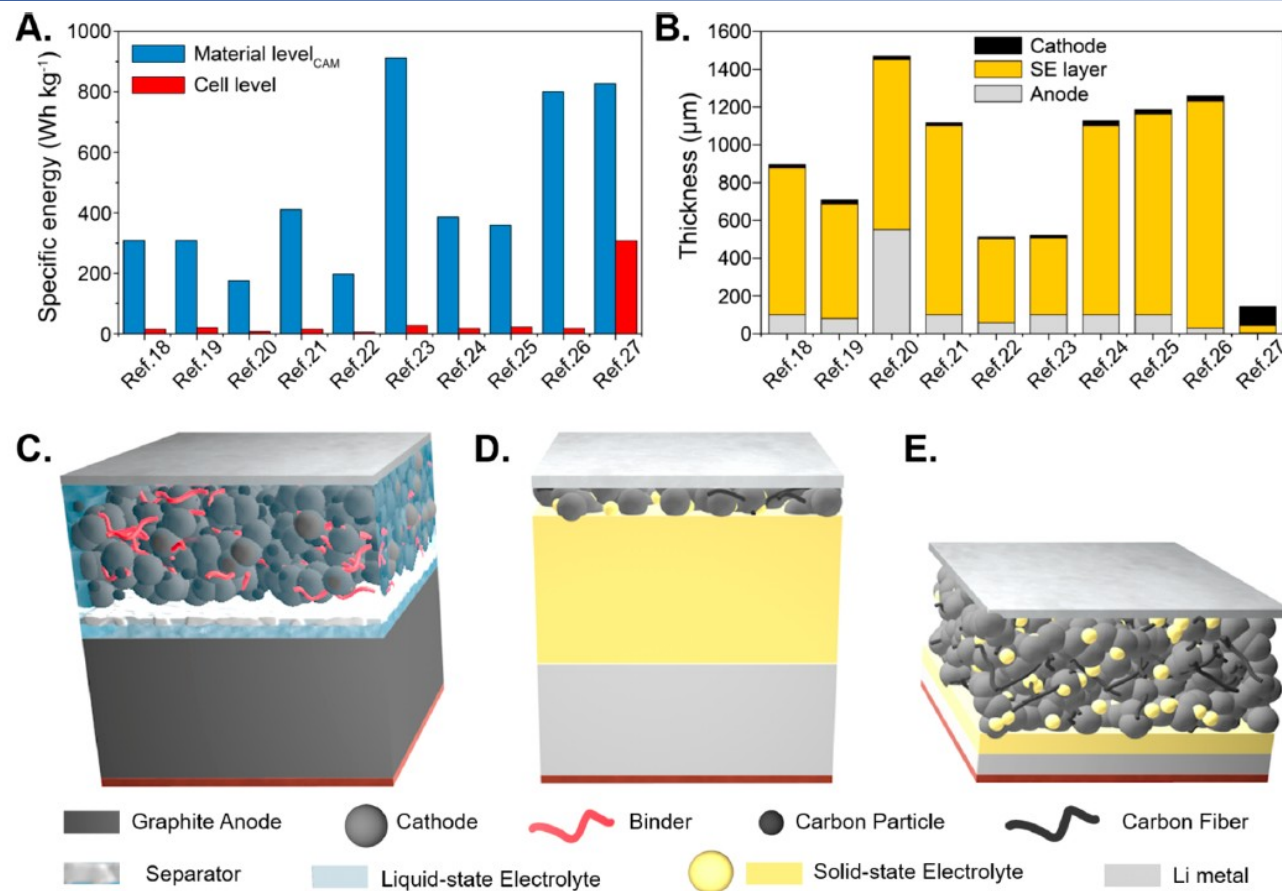 A.
1000
800
600
400
200
0
Specific energy (Wh kg⁻¹)
Material level_CAM
Cell level
Ref.18
Ref.19
Ref.20
Ref.21
Ref.22
Ref.23
Ref.24
Ref.25
Ref.26
Ref.27
B.
1600
1400
1200
1000
800
600
400
200
0
Thickness (μm)
Cathode
SE layer
Anode
Ref.18
Ref.19
Ref.20
Ref.21
Ref.22
Ref.23
Ref.24
Ref.25
Ref.26
Ref.27
C.
D.
E.
Graphite Anode
Cathode
Binder
Carbon Particle
Carbon Fiber
Separator
Liquid-state Electrolyte
Solid-state Electrolyte
Li metal